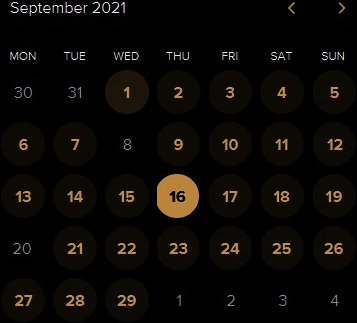 September 2021
MON TUE WED THU FRI SAT SUN
30 31 1 2 3 4 5
6 7 8 9 10 11 12
13 14 15 16 17 18 19
20 21 22 23 24 25 26
27 28 29 1 2 3 4